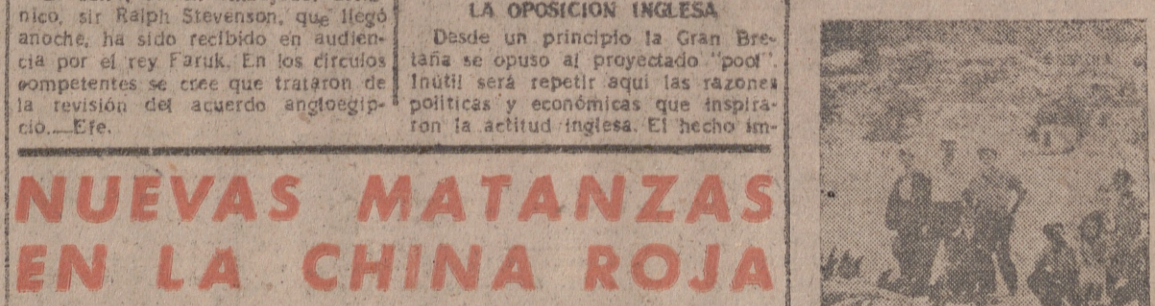 nico, sir Ralph Stevenson, que llegó
anoche, ha sido recibido en audien-
cia por el rey Faruk. En los círculos
competentes se cree que trataron de
la revisión del acuerdo angloegip-
ció.—Efe.
LA OPOSICION INGLESA
Desde un principio la Gran Bre-
taña se opuso al proyectado "pool".
Inútil será repetir aquí las razones
políticas y económicas que inspira-
ron la actitud inglesa. El hecho im-
NUEVAS MATANZAS
EN LA CHINA ROJA